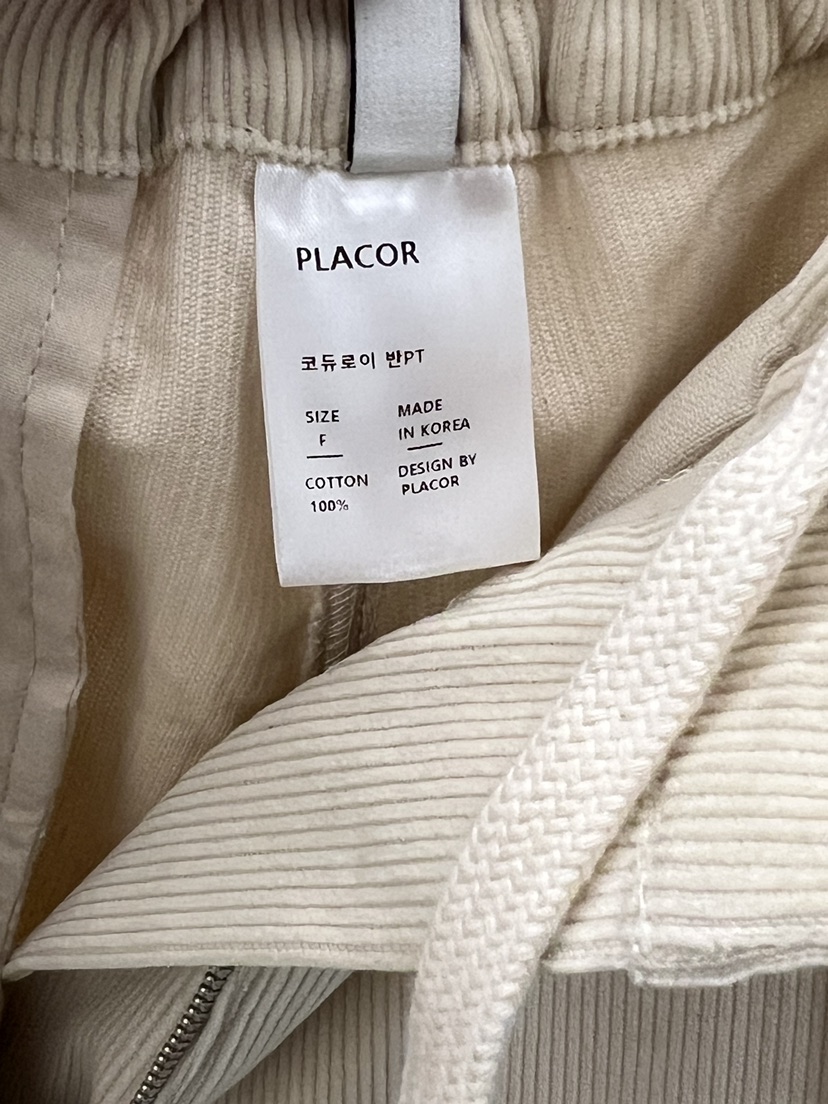 PLACOR
코듀로이 반PT
SIZE
F
COTTON
100%
MADE
IN KOREA
DESIGN BY
PLACOR